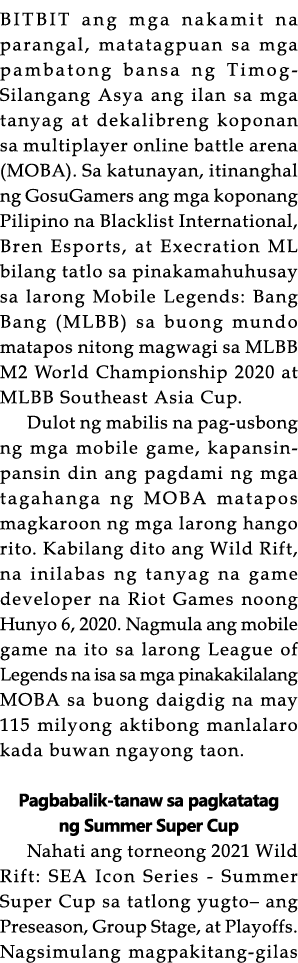 BITBIT ang mga nakamit na
parangal, matatagpuan sa mga
pambatong bansa ng Timog-
Silangang Asya ang ilan sa mga
tanyag at dekalibreng koponan
sa multiplayer online battle arena
(MOBA). Sa katunayan, itinanghal
ng GosuGamers ang mga koponang
Pilipino na Blacklist International,
Bren Esports, at Execration ML
bilang tatlo sa pinakamahuhusay
sa larong Mobile Legends: Bang
Bang (MLBB) sa buong mundo
matapos nitong magwagi sa MLBB
M2 World Championship 2020 at
MLBB Southeast Asia Cup.
Dulot ng mabilis na pag-usbong
ng mga mobile game, kapansin-
pansin din ang pagdami ng mga
tagahanga ng MOBA matapos
magkaroon ng mga larong hango
rito. Kabilang dito ang Wild Rift,
na inilabas ng tanyag na game
developer na Riot Games noong
Hunyo 6, 2020. Nagmula ang mobile
game na ito sa larong League of
Legends na isa sa mga pinakakilalang
MOBA sa buong daigdig na may
115 milyong aktibong manlalaro
kada buwan ngayong taon.
Pagbabalik-tanaw sa pagkatatag
ng Summer Super Cup
Nahati ang torneong 2021 Wild
Rift: SEA Icon Series - Summer
Super Cup sa tatlong yugto– ang
Preseason, Group Stage, at Playoffs.
Nagsimulang magpakitang-gilas